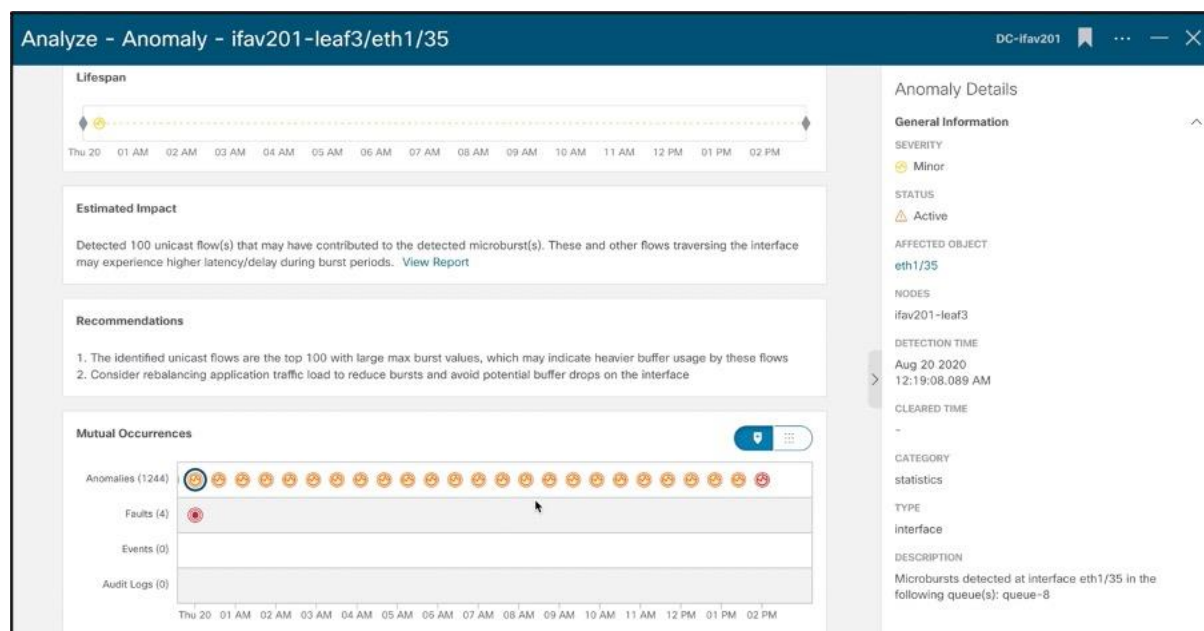 Analyze - Anomaly - ifav201-leaf3/eth1/35
DC-ifav201
Lifespan
Thu 20 01 AM 02 AM 03 AM 04 AM 05 AM 06 AM 07 AM 08 AM 09 AM 10 AM 11 AM 12 PM 01 PM 02 PM
Estimated Impact
Detected 100 unicast flow(s) that may have contributed to the detected microburst(s). These and other flows traversing the interface
may experience higher latency/delay during burst periods. View Report
Recommendations
1. The identified unicast flows are the top 100 with large max burst values, which may indicate heavier buffer usage by these flows
2. Consider rebalancing application traffic load to reduce bursts and avoid potential buffer drops on the interface
Mutual Occurrences
Anomalies (1244)
Faults (4)
Events (0)
Audit Logs (0)
Thu 20 01 AM 02 AM 03 AM 04 AM 05 AM 06 AM 07 AM 08 AM 09 AM 10 AM 11 AM 12 PM 01 PM 02 PM
Anomaly Details
General Information
SEVERITY
Minor
STATUS
Active
AFFECTED OBJECT
eth1/35
NODES
ifav201-leaf3
DETECTION TIME
Aug 20 2020
12:19:08.089 AM
CLEARED TIME
-
CATEGORY
statistics
TYPE
interface
DESCRIPTION
Microbursts detected at interface eth1/35 in the
following queue(s): queue-8